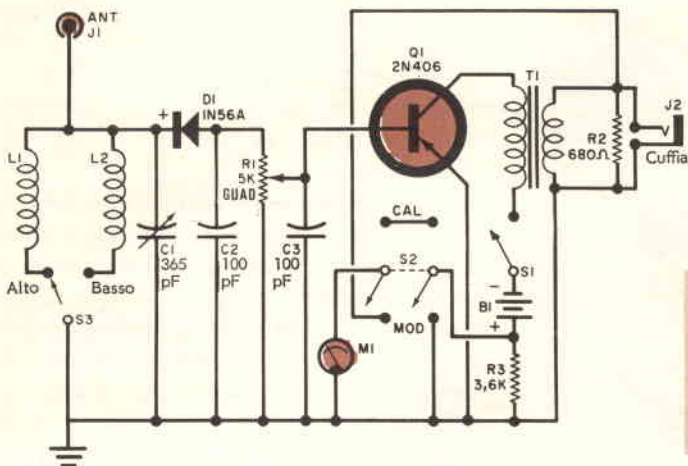 ANT
J1
Q1
2N406
T1
D1
+ 1N56A
L1
L2
R1
5K
GUAD
R2
680Ω
J2
Cuffia
CAL
C1
365
pF
C2
100
pF
C3
100
pF
S2
S1
-
B1
+
Alto
Basso
S3
MOD
M1
R3
3,6K